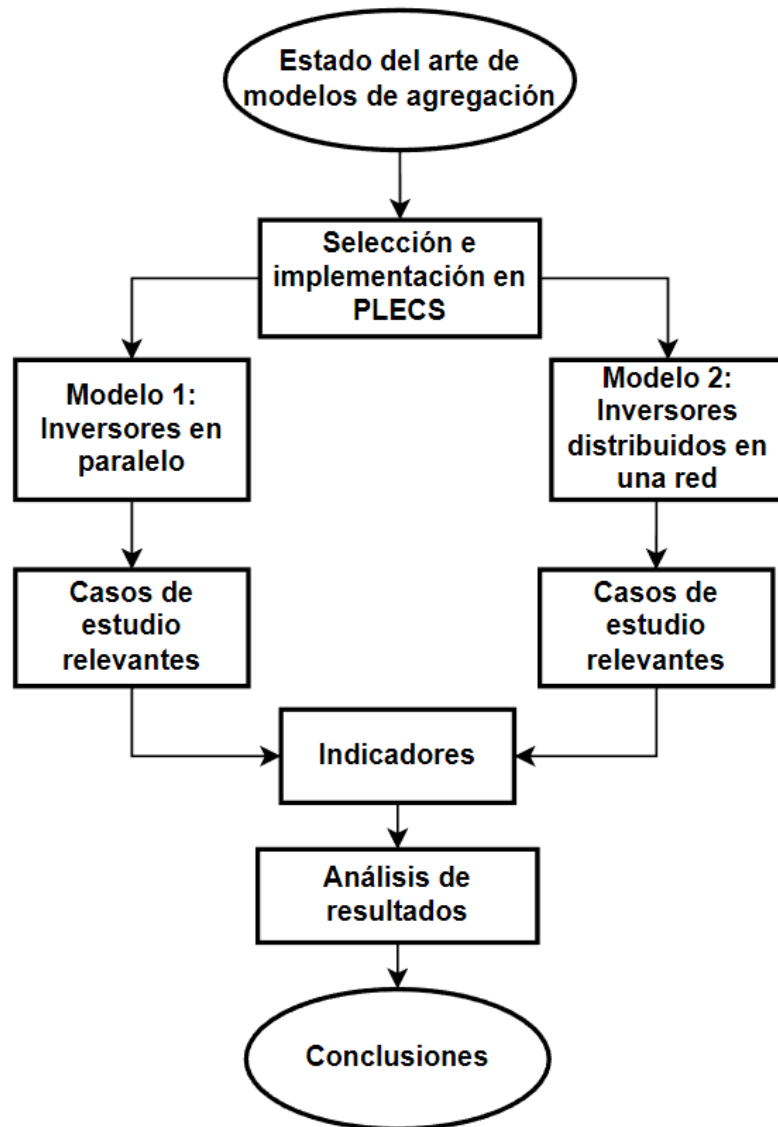 Estado del arte de
modelos de agregación
Selección e
implementación en
PLECS
Modelo 1:
Inversores en
paralelo
Modelo 2:
Inversores
distribuidos en
una red
Casos de
estudio
relevantes
Casos de
estudio
relevantes
Indicadores
Análisis de
resultados
Conclusiones